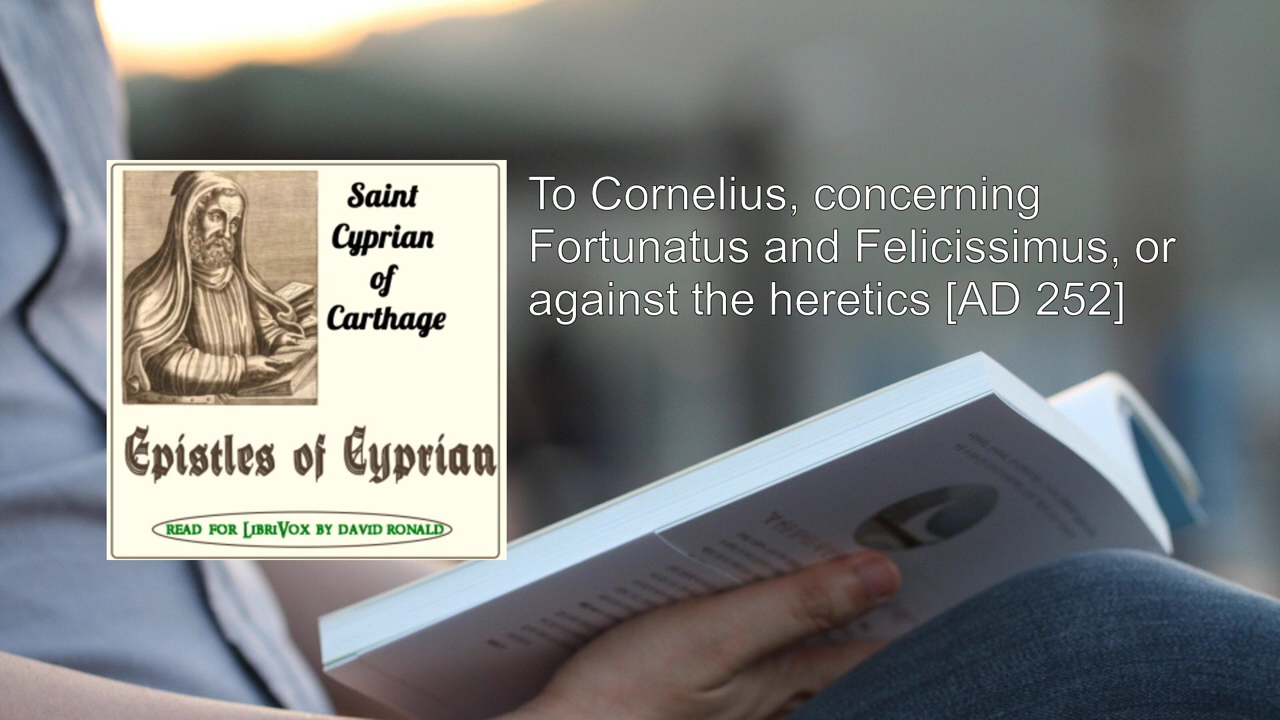 Saint
Cyprian
of
Carthage
Epistles of Cyprian
READ FOR LIBRIVOX BY DAVID RONALD
To Cornelius, concerning
Fortunatus and Felicissimus, or
against the heretics [AD 252]